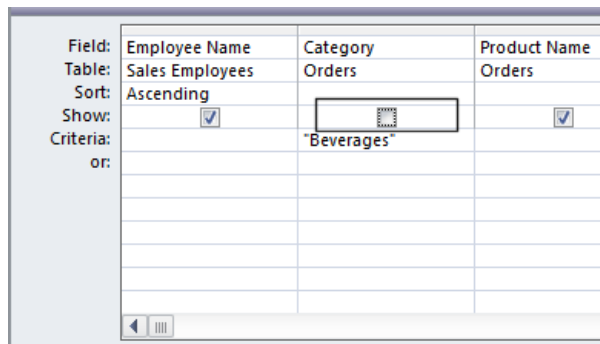 Field: Employee Name Category Product Name
Table: Sales Employees Orders Orders
Sort: Ascending
Show:
Criteria: "Beverages"
or: